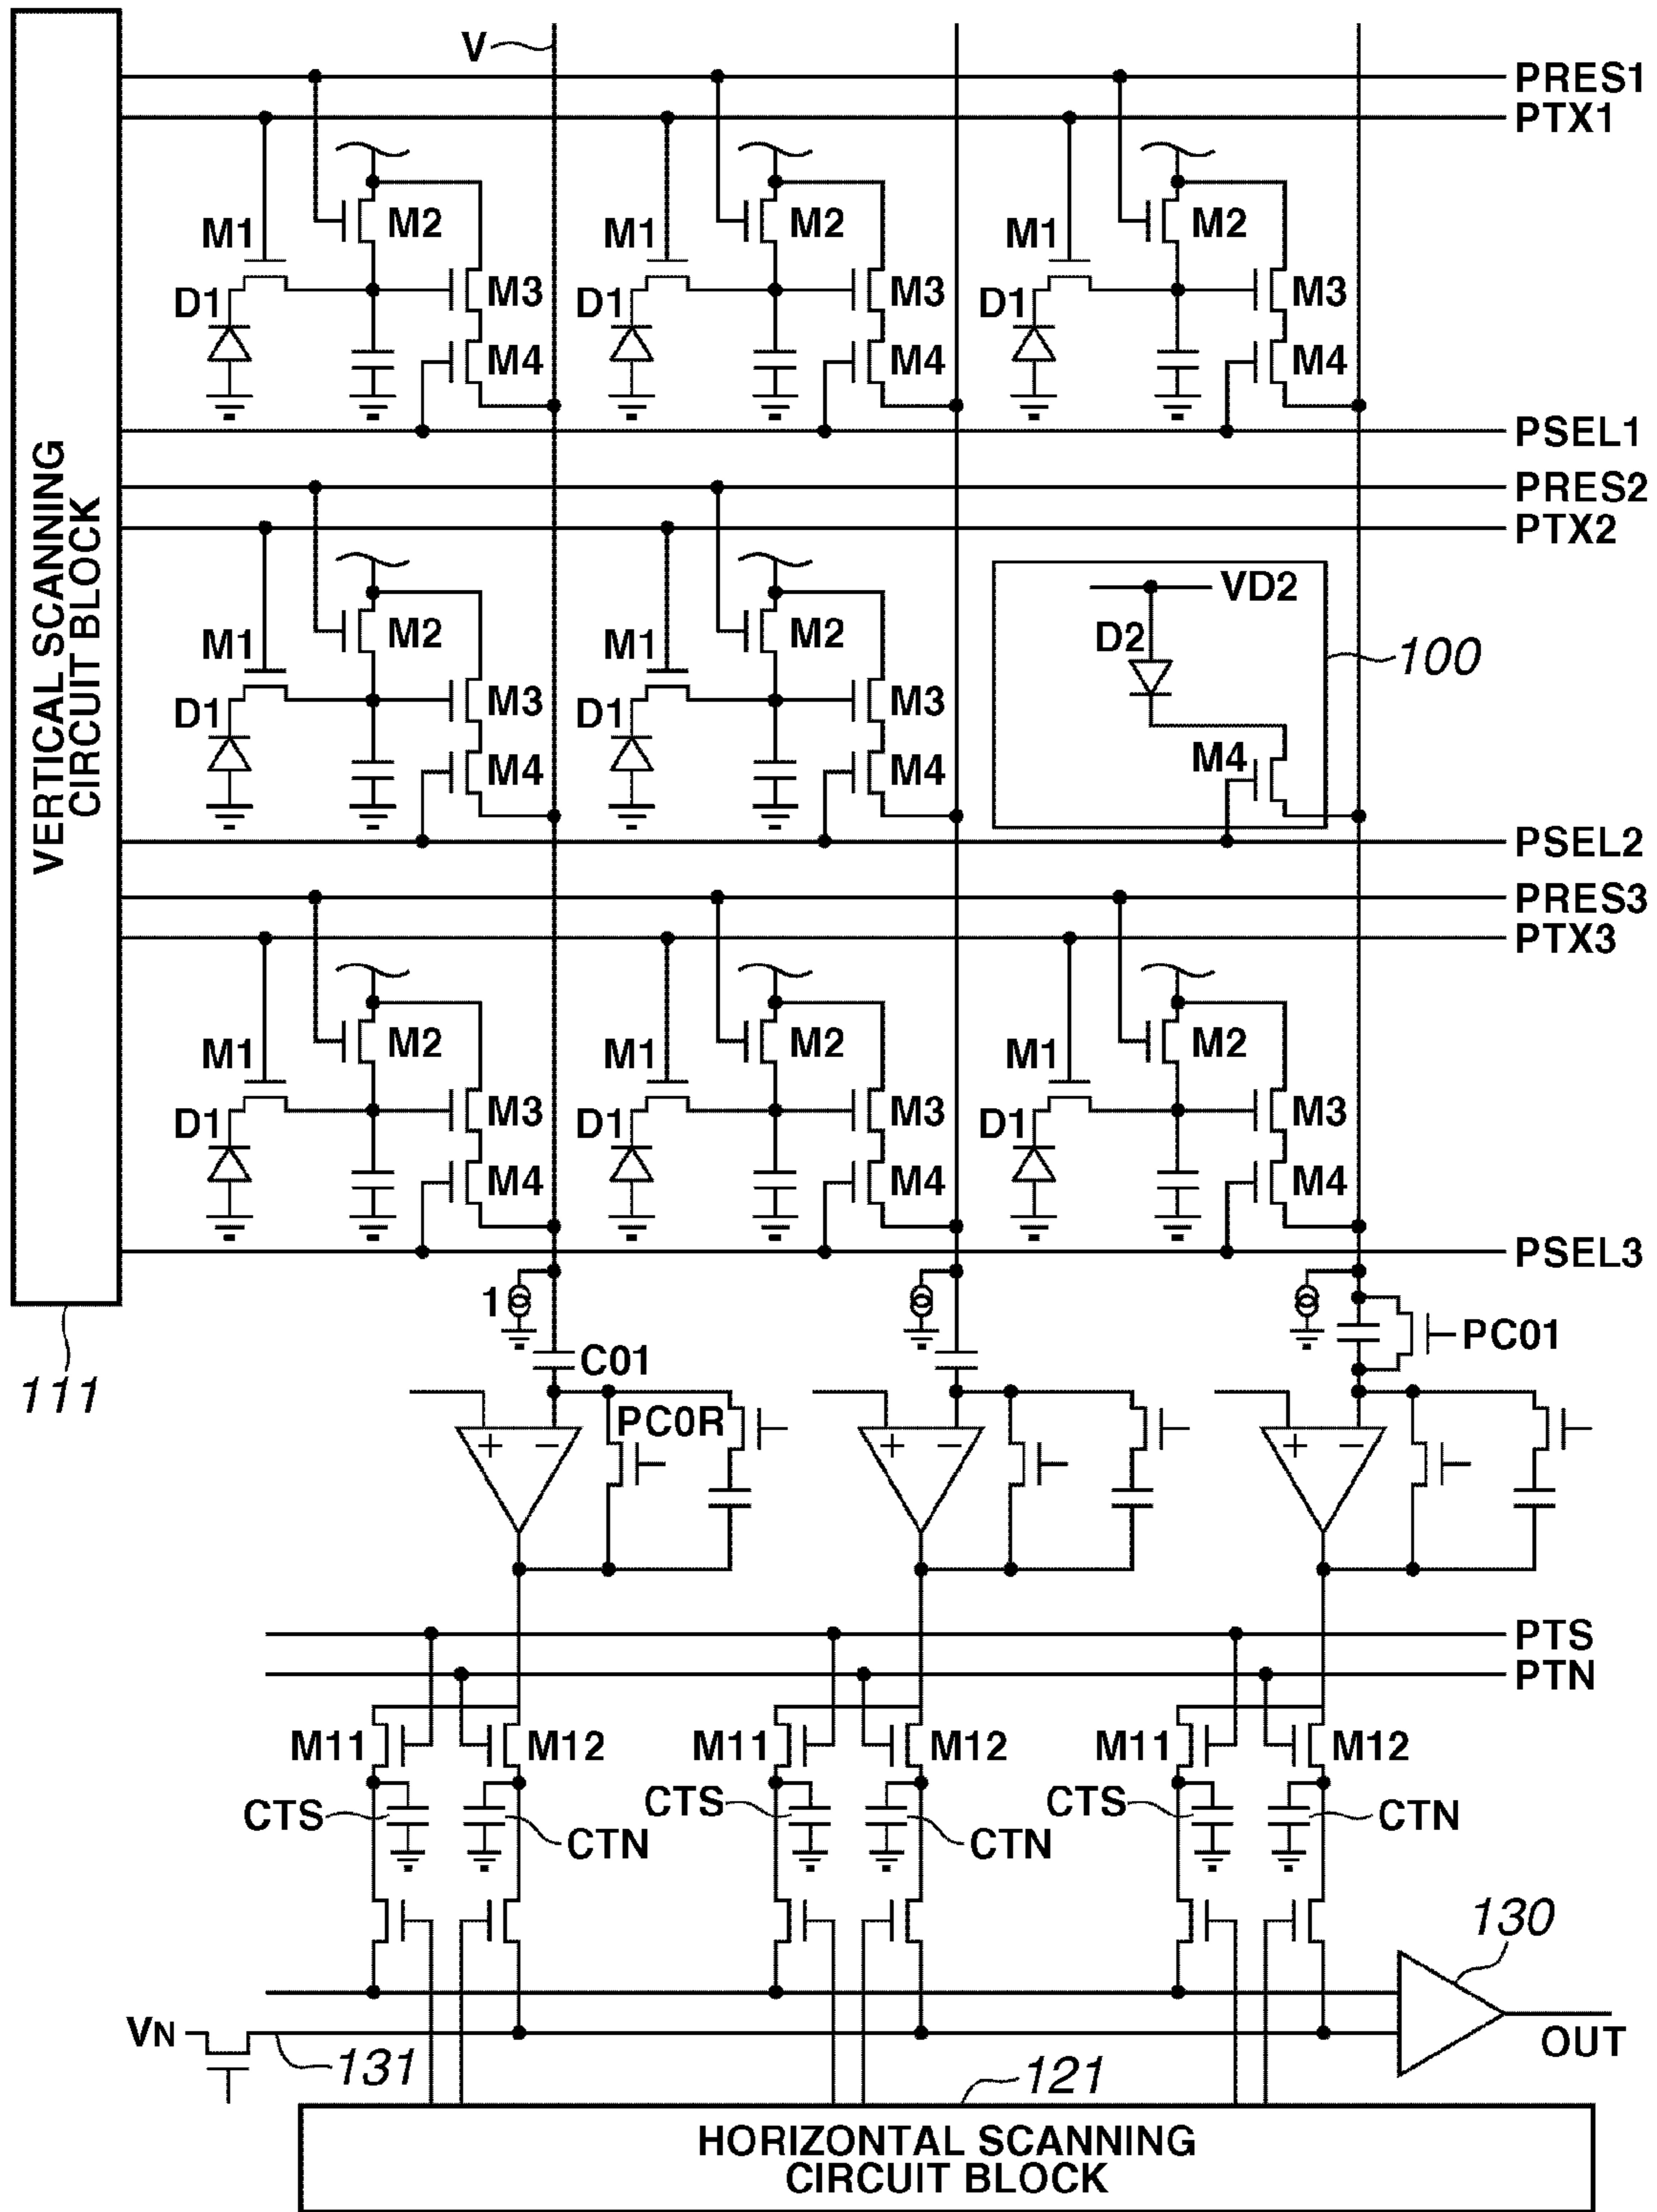 V
PRES1
PTX1
M1 M2 M1 M2 M1 M2
D1 M3 D1 M3 D1 M3
M4 M4 M4
PSEL1
PRES2
PTX2
VD2
M1 M2 M1 M2 D2 100
D1 M3 D1 M3
M4 M4 M4
PSEL2
PRES3
PTX3
M1 M2 M1 M2 M1 M2
D1 M3 D1 M3 D1 M3
M4 M4 M4
PSEL3
VERTICAL SCANNING
CIRCUIT BLOCK
111
1
PC01
C01
PC0R
+ − + − + −
PTS
PTN
M11 M12 M11 M12 M11 M12
CTS CTN CTS CTN CTS CTN
130
VN
131
OUT
121
HORIZONTAL SCANNING
CIRCUIT BLOCK